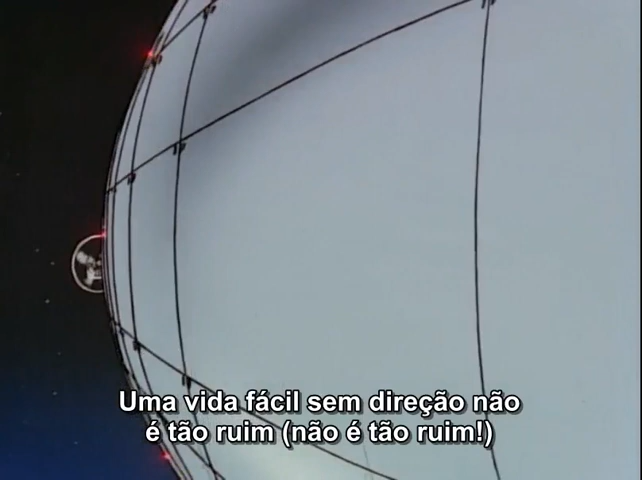 Uma vida fácil sem direção não
é tão ruim (não é tão ruim!)